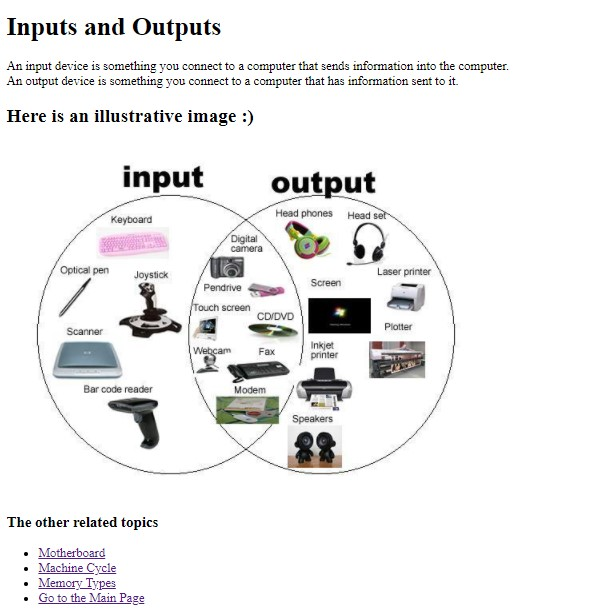 Inputs and Outputs
An input device is something you connect to a computer that sends information into the computer.
An output device is something you connect to a computer that has information sent to it.
Here is an illustrative image :)
input
output
Keyboard
Head phones
Head set
Digital
camera
Optical pen
Joystick
Laser printer
Pendrive
Screen
Touch screen
CD/DVD
Plotter
Scanner
Webcam
Fax
Inkjet
printer
Bar code reader
Modem
Speakers
The other related topics
Motherboard
Machine Cycle
Memory Types
Go to the Main Page